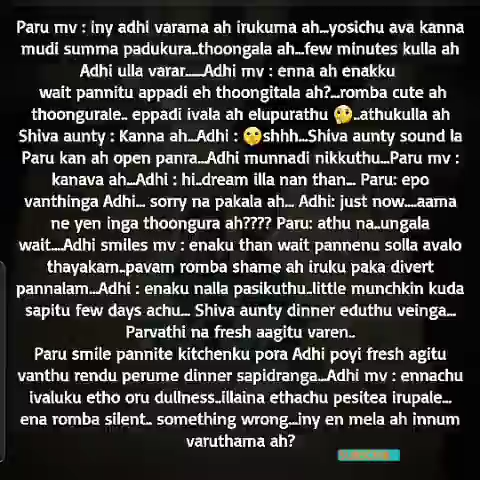 Paru mv : iny adhi varama ah irukuma ah...yosichu ava kanna
mudi summa padukura..thoongala ah...few minutes kulla ah
Adhi ulla varar......Adhi mv : enna ah enakku
wait pannitu appadi eh thoongitala ah?...romba cute ah
thoongurale.. eppadi ivala ah elupurathu 🤔..athukulla ah
Shiva aunty : Kanna ah...Adhi : 🤫shhh...Shiva aunty sound la
Paru kan ah open panra...Adhi munnadi nikkuthu...Paru mv :
kanava ah...Adhi : hi..dream illa nan than... Paru: epo
vanthinga Adhi... sorry na pakala ah... Adhi: just now....aama
ne yen inga thoongura ah???? Paru: athu na..ungala
wait....Adhi smiles mv : enaku than wait pannenu solla avalo
thayakam..pavam romba shame ah iruku paka divert
pannalam...Adhi : enaku nalla pasikuthu..little munchkin kuda
sapitu few days achu... Shiva aunty dinner eduthu veinga...
Parvathi na fresh aagitu varen..
Paru smile pannite kitchenku pora Adhi poyi fresh agitu
vanthu rendu perume dinner sapidranga...Adhi mv : ennachu
ivaluku etho oru dullness..illaina ethachu pesitea irupale...
ena romba silent.. something wrong...iny en mela ah innum
varuthama ah?